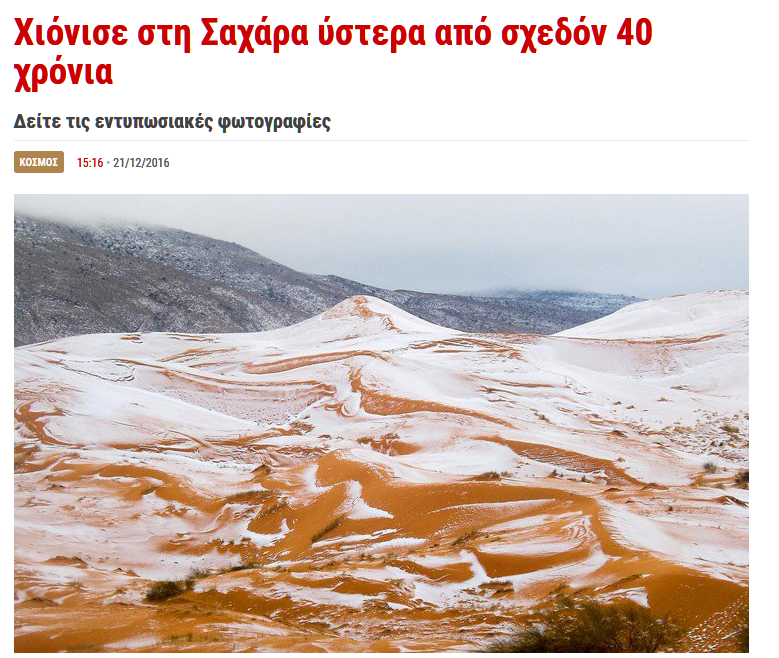 Χιόνισε στη Σαχάρα ύστερα από σχεδόν 40
χρόνια
Δείτε τις εντυπωσιακές φωτογραφίες
ΚΟΣΜΟΣ 15:16 • 21/12/2016